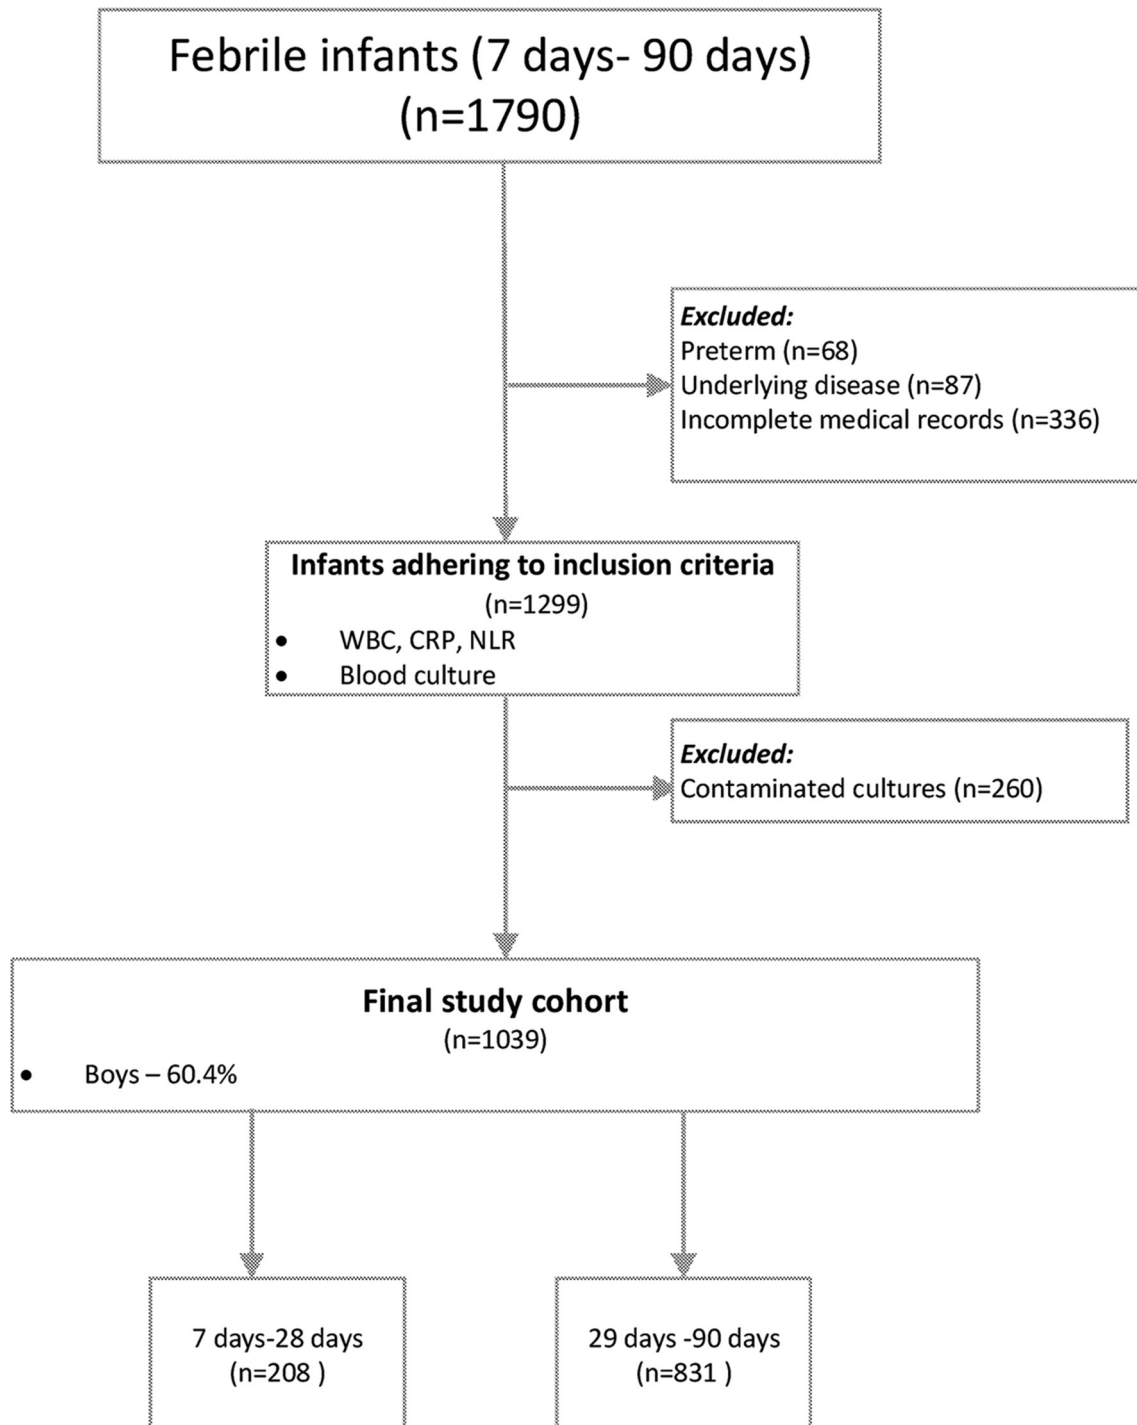 Febrile infants (7 days- 90 days)
(n=1790)
Excluded:
Preterm (n=68)
Underlying disease (n=87)
Incomplete medical records (n=336)
Infants adhering to inclusion criteria
(n=1299)
• WBC, CRP, NLR
• Blood culture
Excluded:
Contaminated cultures (n=260)
Final study cohort
(n=1039)
• Boys – 60.4%
7 days-28 days
(n=208 )
29 days -90 days
(n=831 )